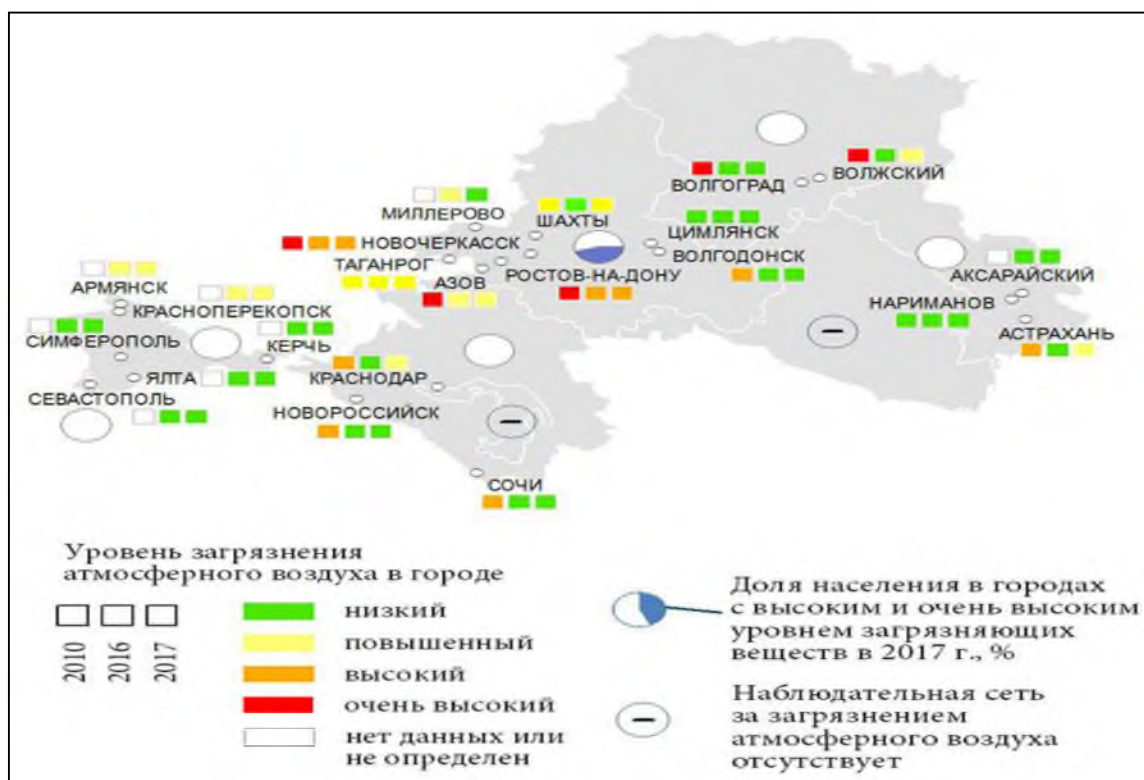 ВОЛЖСКИЙ
ВОЛГОГРАД
МИЛЛЕРОВО
ШАХТЫ
ЦИМЛЯНСК
НОВОЧЕРКАССК
ВОЛГОДОНСК
ТАГАНРОГ
АЗОВ
РОСТОВ-НА-ДОНУ
АКСАРАЙСКИЙ
АРМЯНСК
КРАСНОПЕРЕКОПСК
НАРИМАНОВ
СИМФЕРОПОЛЬ
КЕРЧЬ
АСТРАХАНЬ
ЯЛТА
КРАСНОДАР
СЕВАСТОПОЛЬ
НОВОРОССИЙСК
СОЧИ
Уровень загрязнения
атмосферного воздуха в городе
2010
2016
2017
низкий
повышенный
высокий
очень высокий
нет данных или
не определен
Доля населения в городах
с высоким и очень высоким
уровнем загрязняющих
веществ в 2017 г., %
Наблюдательная сеть
за загрязнением
атмосферного воздуха
отсутствует